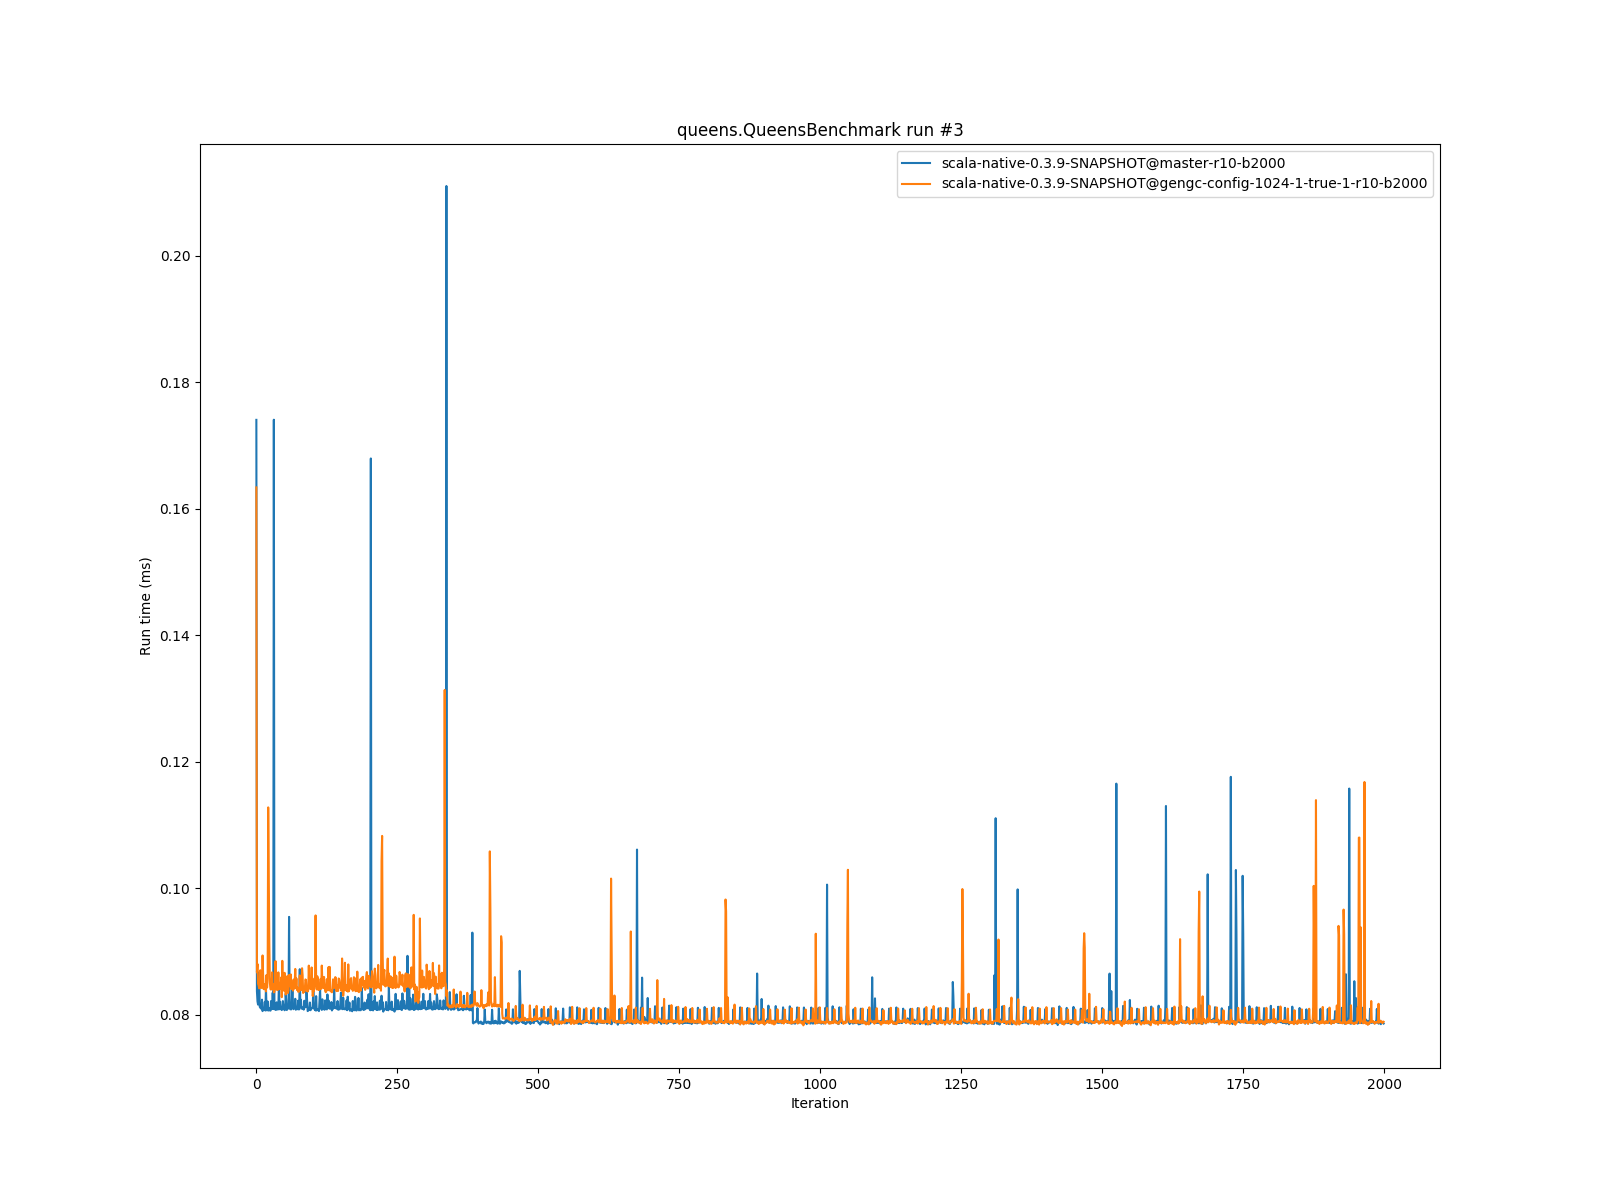 queens.QueensBenchmark run #3
scala-native-0.3.9-SNAPSHOT@master-r10-b2000
scala-native-0.3.9-SNAPSHOT@gengc-config-1024-1-true-1-r10-b2000
Run time (ms)
0.20
0.18
0.16
0.14
0.12
0.10
0.08
0 250 500 750 1000 1250 1500 1750 2000
Iteration